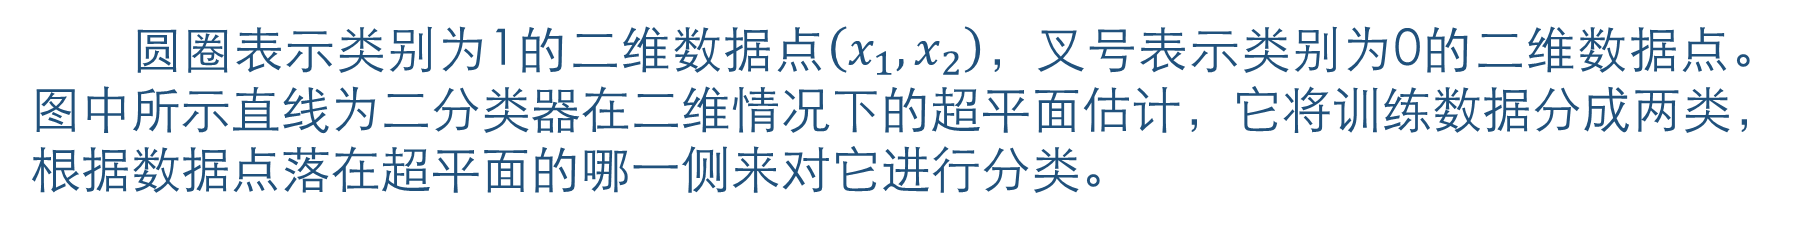 圆圈表示类别为1的二维数据点(x₁,x₂)，叉号表示类别为0的二维数据点。
图中所示直线为二分类器在二维情况下的超平面估计，它将训练数据分成两类，
根据数据点落在超平面的哪一侧来对它进行分类。